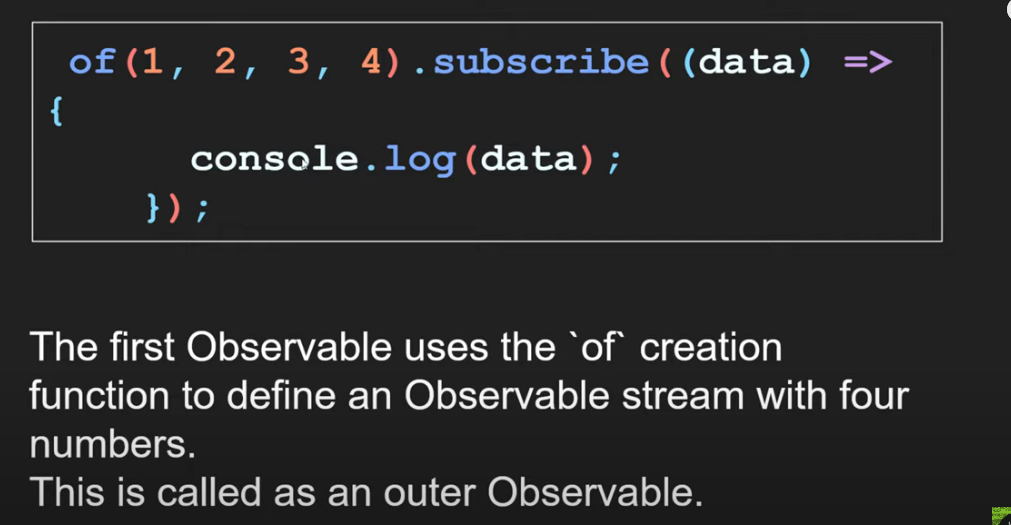 of(1, 2, 3, 4).subscribe((data) =>
{
console.log(data);
});
The first Observable uses the `of` creation
function to define an Observable stream with four
numbers.
This is called as an outer Observable.